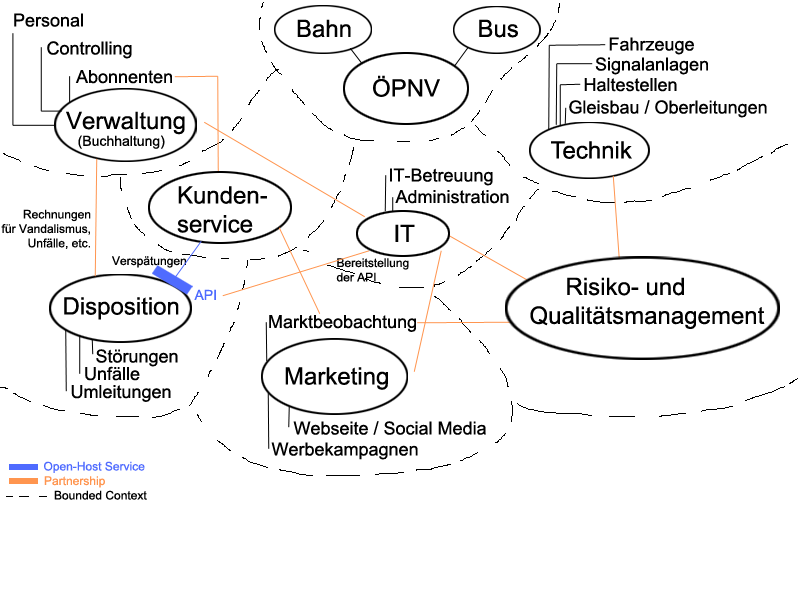 Personal
Controlling
Abonnenten
Verwaltung
(Buchhaltung)
Bahn
Bus
ÖPNV
Fahrzeuge
Signalanlagen
Haltestellen
Gleisbau / Oberleitungen
Technik
Kunden-
service
IT-Betreuung
Administration
IT
Bereitstellung
der API
Rechnungen
für Vandalismus,
Unfälle, etc.
Verspätungen
API
Disposition
Störungen
Unfälle
Umleitungen
Risiko- und
Qualitätsmanagement
Marktbeobachtung
Marketing
Webseite / Social Media
Werbekampagnen
Open-Host Service
Partnership
Bounded Context